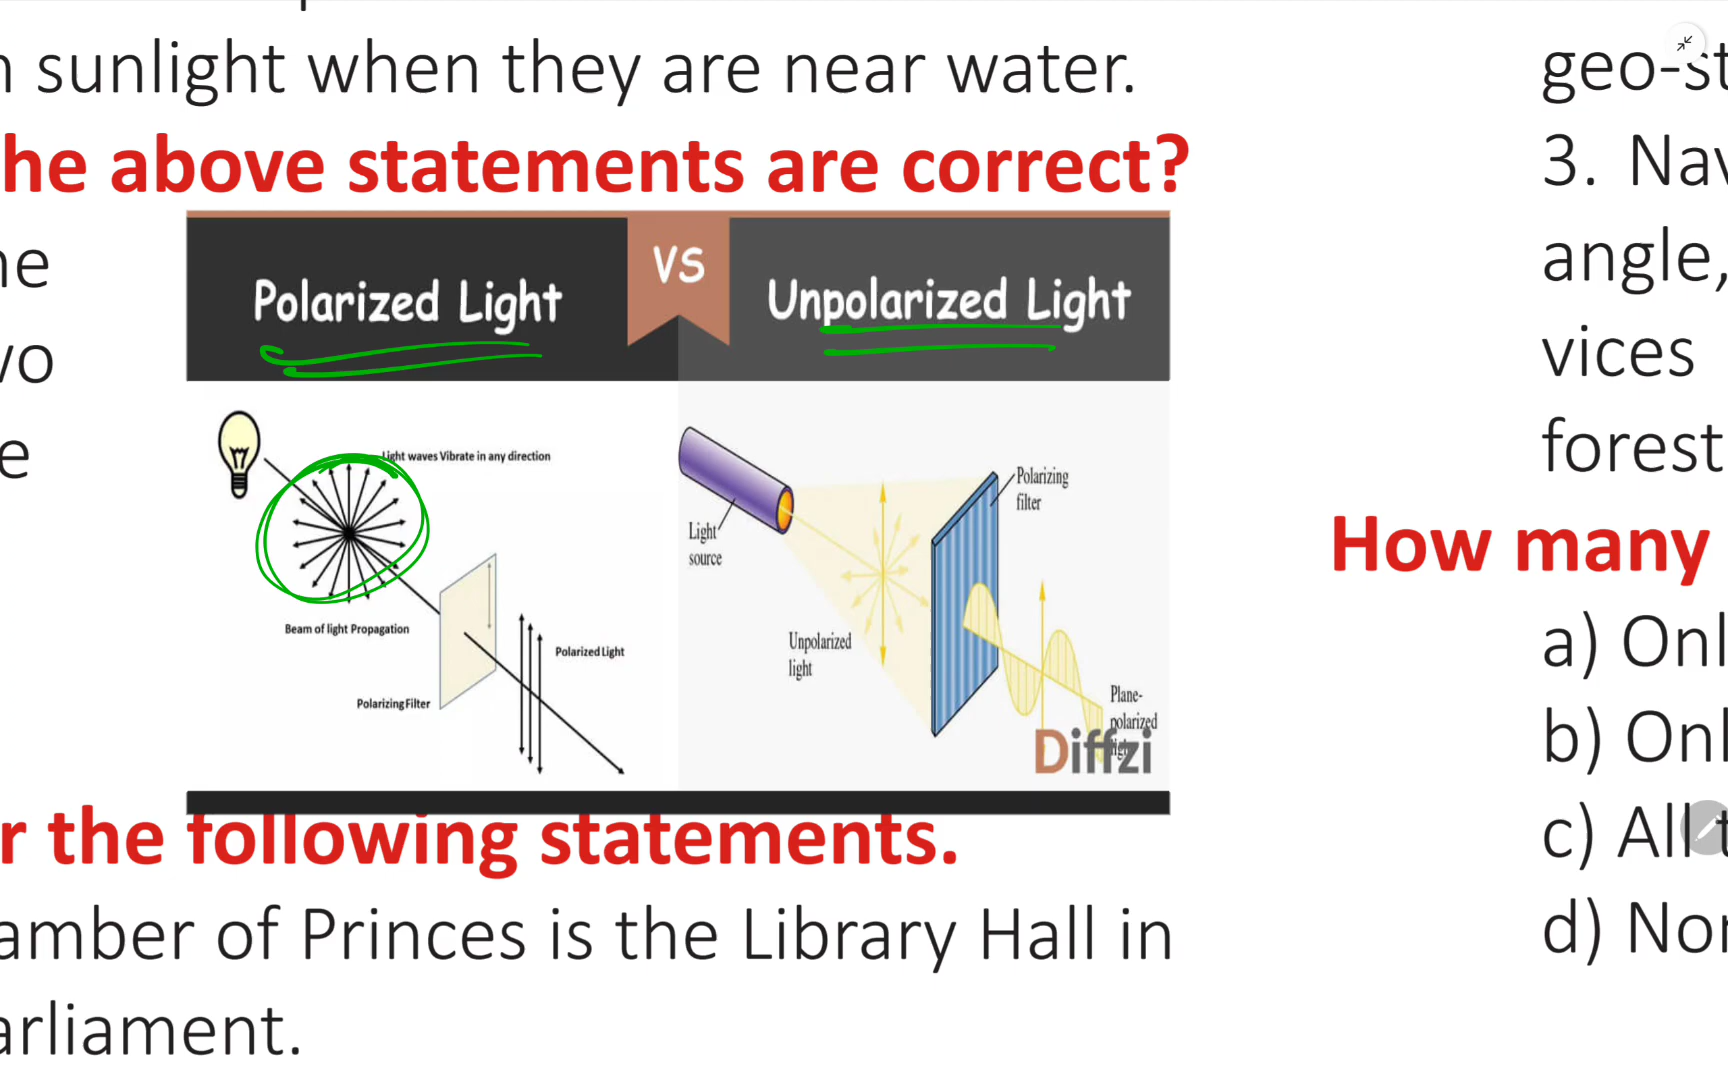 sunlight when they are near water.
he above statements are correct?
Polarized Light
VS
Unpolarized Light
Light waves Vibrate in any direction
Beam of light Propagation
Polarizing Filter
Polarized Light
Light
source
Unpolarized
light
Polarizing
filter
Plane-
polarized
Diffzi
r the following statements.
amber of Princes is the Library Hall in
arliament.
geo-st
3. Nav
angle,
vices
forest
How many
a) Onl
b) Onl
c) All t
d) Nor